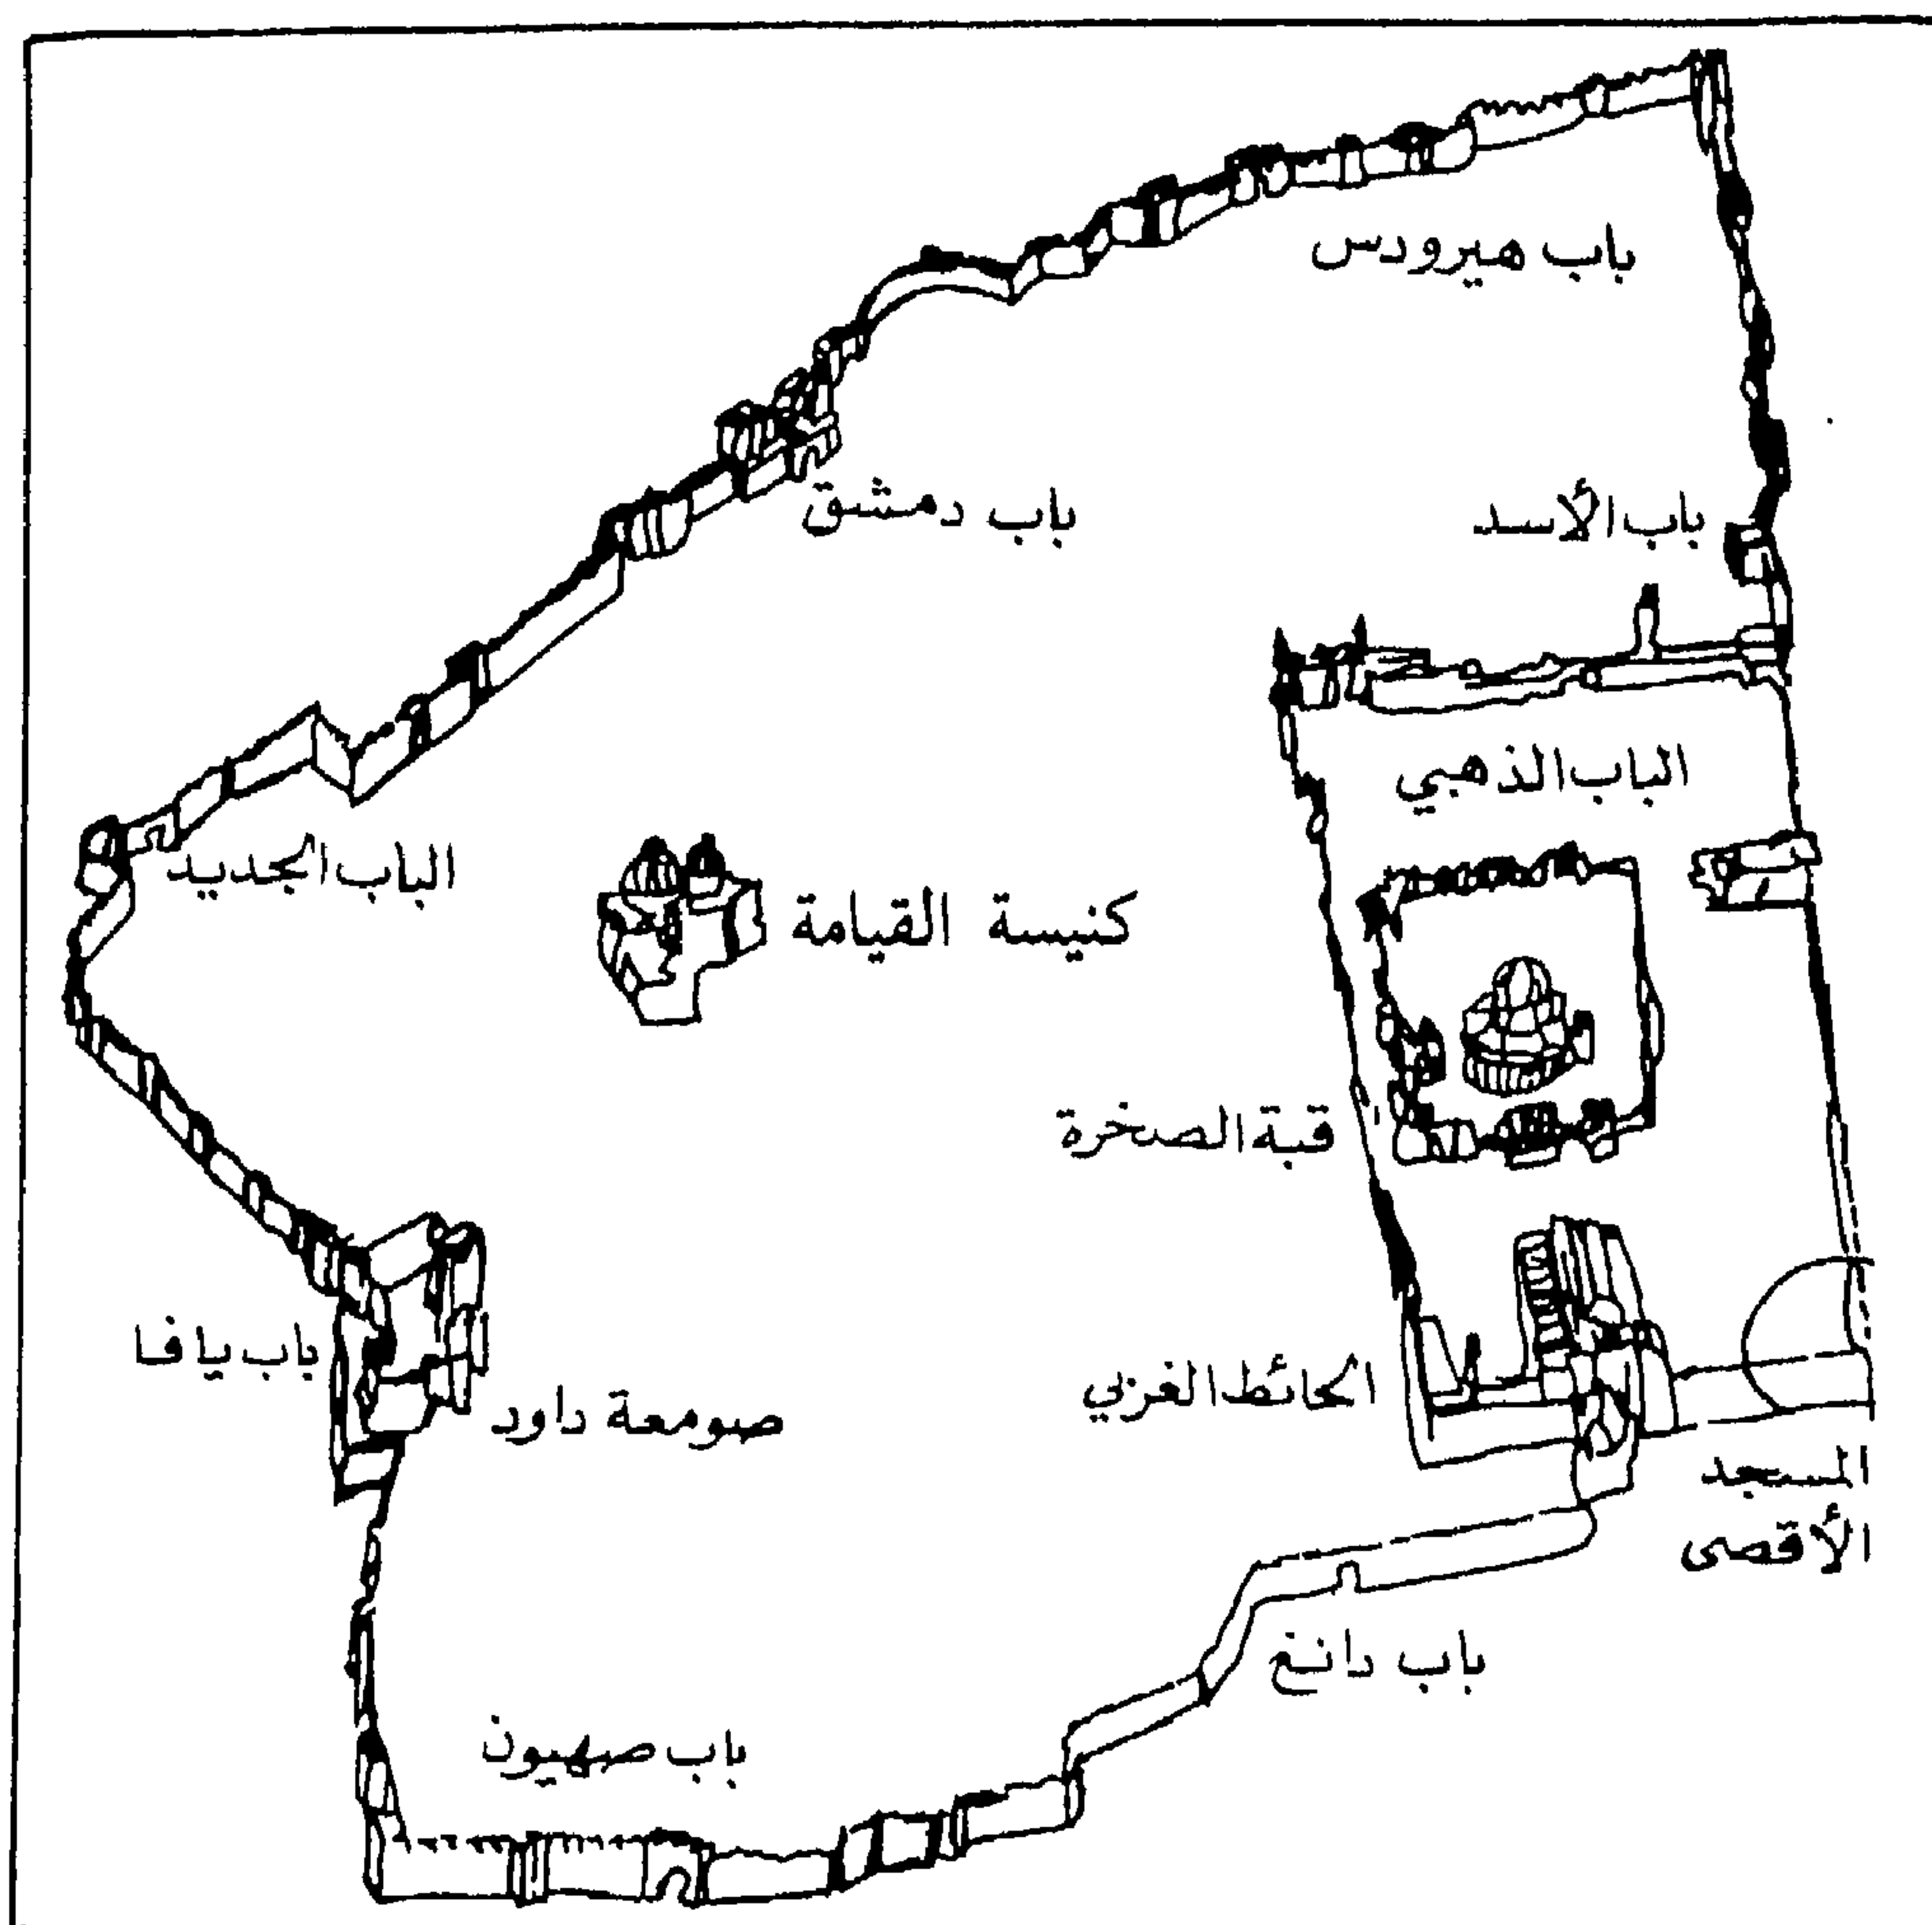 باب هيرودس
باب الأسد
باب دمشق
الباب الذهبي
الباب الجديد
كنيسة القيامة
قبة الصخرة
باب يافا
الحائط الغربي
صومعة داود
المسجد
الأقصى
باب دانغ
باب صهيون